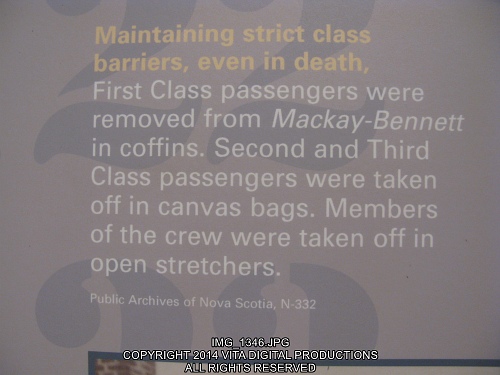 Maintaining strict class
barriers, even in death,
First Class passengers were
removed from Mackay-Bennett
in coffins. Second and Third
Class passengers were taken
off in canvas bags. Members
of the crew were taken off in
open stretchers.
Public Archives of Nova Scotia, N-332
IMG_1346.JPG
COPYRIGHT 2014 VITA DIGITAL PRODUCTIONS
ALL RIGHTS RESERVED